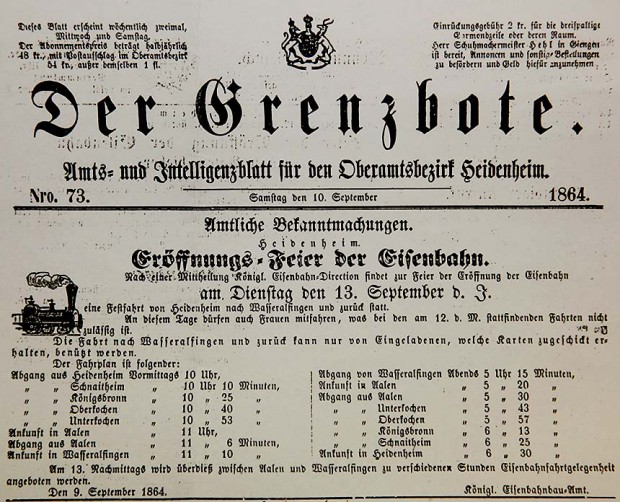 Dieses Blatt erscheint wöchentlich zweimal,
Mittwoch und Samstag.
Der Abonnementspreis beträgt halbjährlich
48 kr., mit Postaufschlag im Oberamtsbezirk
54 kr., außer demselben 1 fl.
Einrückungsgebühr 2 kr. für die dreispaltige
Garmondzeile oder deren Raum.
Herr Schuhmachermeister Hehl in Giengen
ist bereit, Annoncen und sonstige Bestellungen
zu befördern und Geld hiefür anzunehmen.
Der Grenzbote.
Amts- und Intelligenzblatt für den Oberamtsbezirk Heidenheim.
Nro. 73.
Samstag den 10. September
1864.
Amtliche Bekanntmachungen.
Heidenheim.
Eröffnungs-Feier der Eisenbahn.
Nach einer Mittheilung Königl. Eisenbahn-Direction findet zur Feier der Eröffnung der Eisenbahn
am Dienstag den 13. September d. J.
eine Festfahrt von Heidenheim nach Wasseralfingen und zurück statt.
An diesem Tage dürfen auch Frauen mitfahren, was bei den am 12. d. M. stattfindenden Fahrten nicht
zulässig ist.
Die Fahrt nach Wasseralfingen und zurück kann nur von Eingeladenen, welche Karten zugeschickt er-
halten, benützt werden.
Der Fahrplan ist folgender:
Abgang aus Heidenheim Vormittags 10 Uhr,
„ „ Schnaitheim „ 10 Uhr 10 Minuten,
„ „ Königsbronn „ 10 „ 25 „
„ „ Oberkochen „ 10 „ 40 „
„ „ Unterkochen „ 10 „ 53 „
Ankunft in Aalen „ 11 Uhr,
Abgang aus Aalen „ 11 „ 6 Minuten,
Ankunft in Wasseralfingen „ 11 „ 10 „
Abgang von Wasseralfingen Abends 5 Uhr 15 Minuten,
Ankunft in Aalen „ 5 „ 20 „
Abgang aus Aalen „ 5 „ 30 „
„ „ Unterkochen „ 5 „ 43 „
„ „ Oberkochen „ 5 „ 57 „
„ „ Königsbronn „ 6 „ 13 „
„ „ Schnaitheim „ 6 „ 25 „
Ankunft in Heidenheim „ 6 „ 30 „
Am 13. Nachmittags wird überdieß zwischen Aalen und Wasseralfingen zu verschiedenen Stunden Eisenbahnfahrtgelegenheit
angeboten werden.
Den 9. September 1864.
Königl. Eisenbahnbau-Amt.